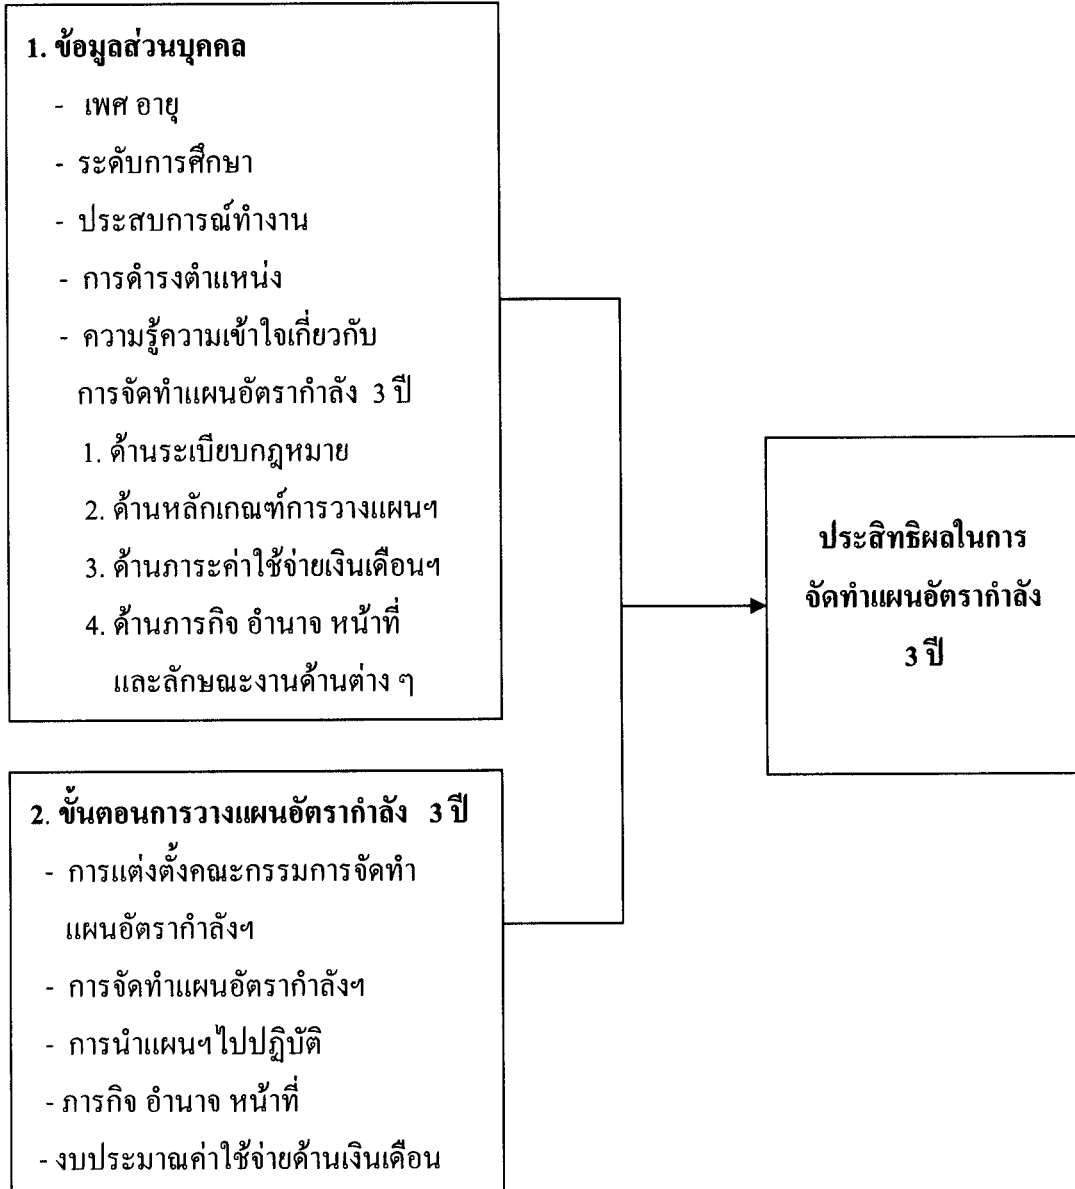 1. ข้อมูลส่วนบุคคล
- เพศ อายุ
- ระดับการศึกษา
- ประสบการณ์ทำงาน
- การดำรงตำแหน่ง
- ความรู้ความเข้าใจเกี่ยวกับ
การจัดทำแผนอัตรากำลัง 3 ปี
1. ด้านระเบียบกฎหมาย
2. ด้านหลักเกณฑ์การวางแผนฯ
3. ด้านภาระค่าใช้จ่ายเงินเดือนฯ
4. ด้านภารกิจ อำนาจ หน้าที่
และลักษณะงานด้านต่าง ๆ
ประสิทธิผลในการ
จัดทำแผนอัตรากำลัง
3 ปี
2. ขั้นตอนการวางแผนอัตรากำลัง 3 ปี
- การแต่งตั้งคณะกรรมการจัดทำ
แผนอัตรากำลังฯ
- การจัดทำแผนอัตรากำลังฯ
- การนำแผนฯ ไปปฏิบัติ
- ภารกิจ อำนาจ หน้าที่
- งบประมาณค่าใช้จ่ายด้านเงินเดือน